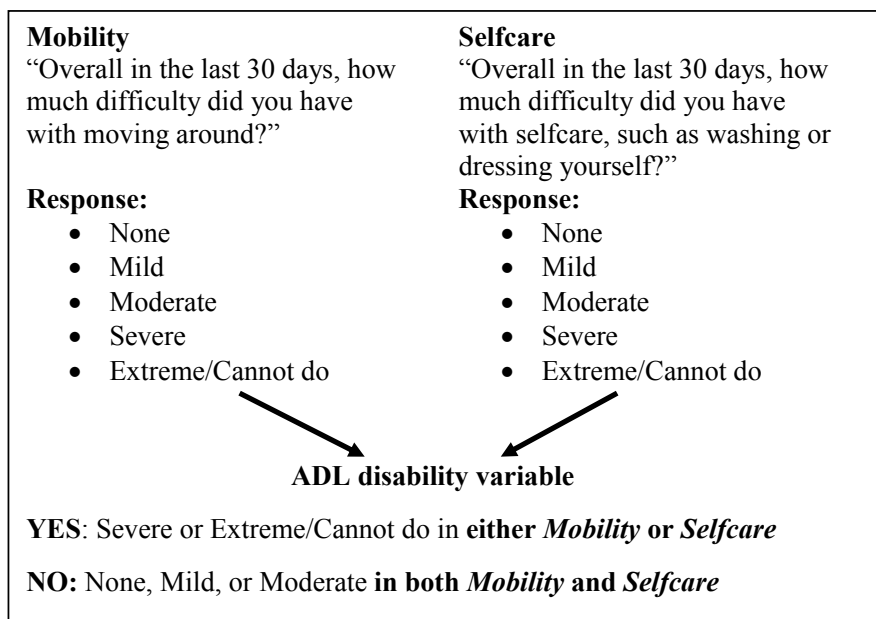 Mobility
“Overall in the last 30 days, how
much difficulty did you have
with moving around?”
Response:
• None
• Mild
• Moderate
• Severe
• Extreme/Cannot do
Selfcare
“Overall in the last 30 days, how
much difficulty did you have
with selfcare, such as washing or
dressing yourself?”
Response:
• None
• Mild
• Moderate
• Severe
• Extreme/Cannot do
ADL disability variable
YES: Severe or Extreme/Cannot do in either Mobility or Selfcare
NO: None, Mild, or Moderate in both Mobility and Selfcare